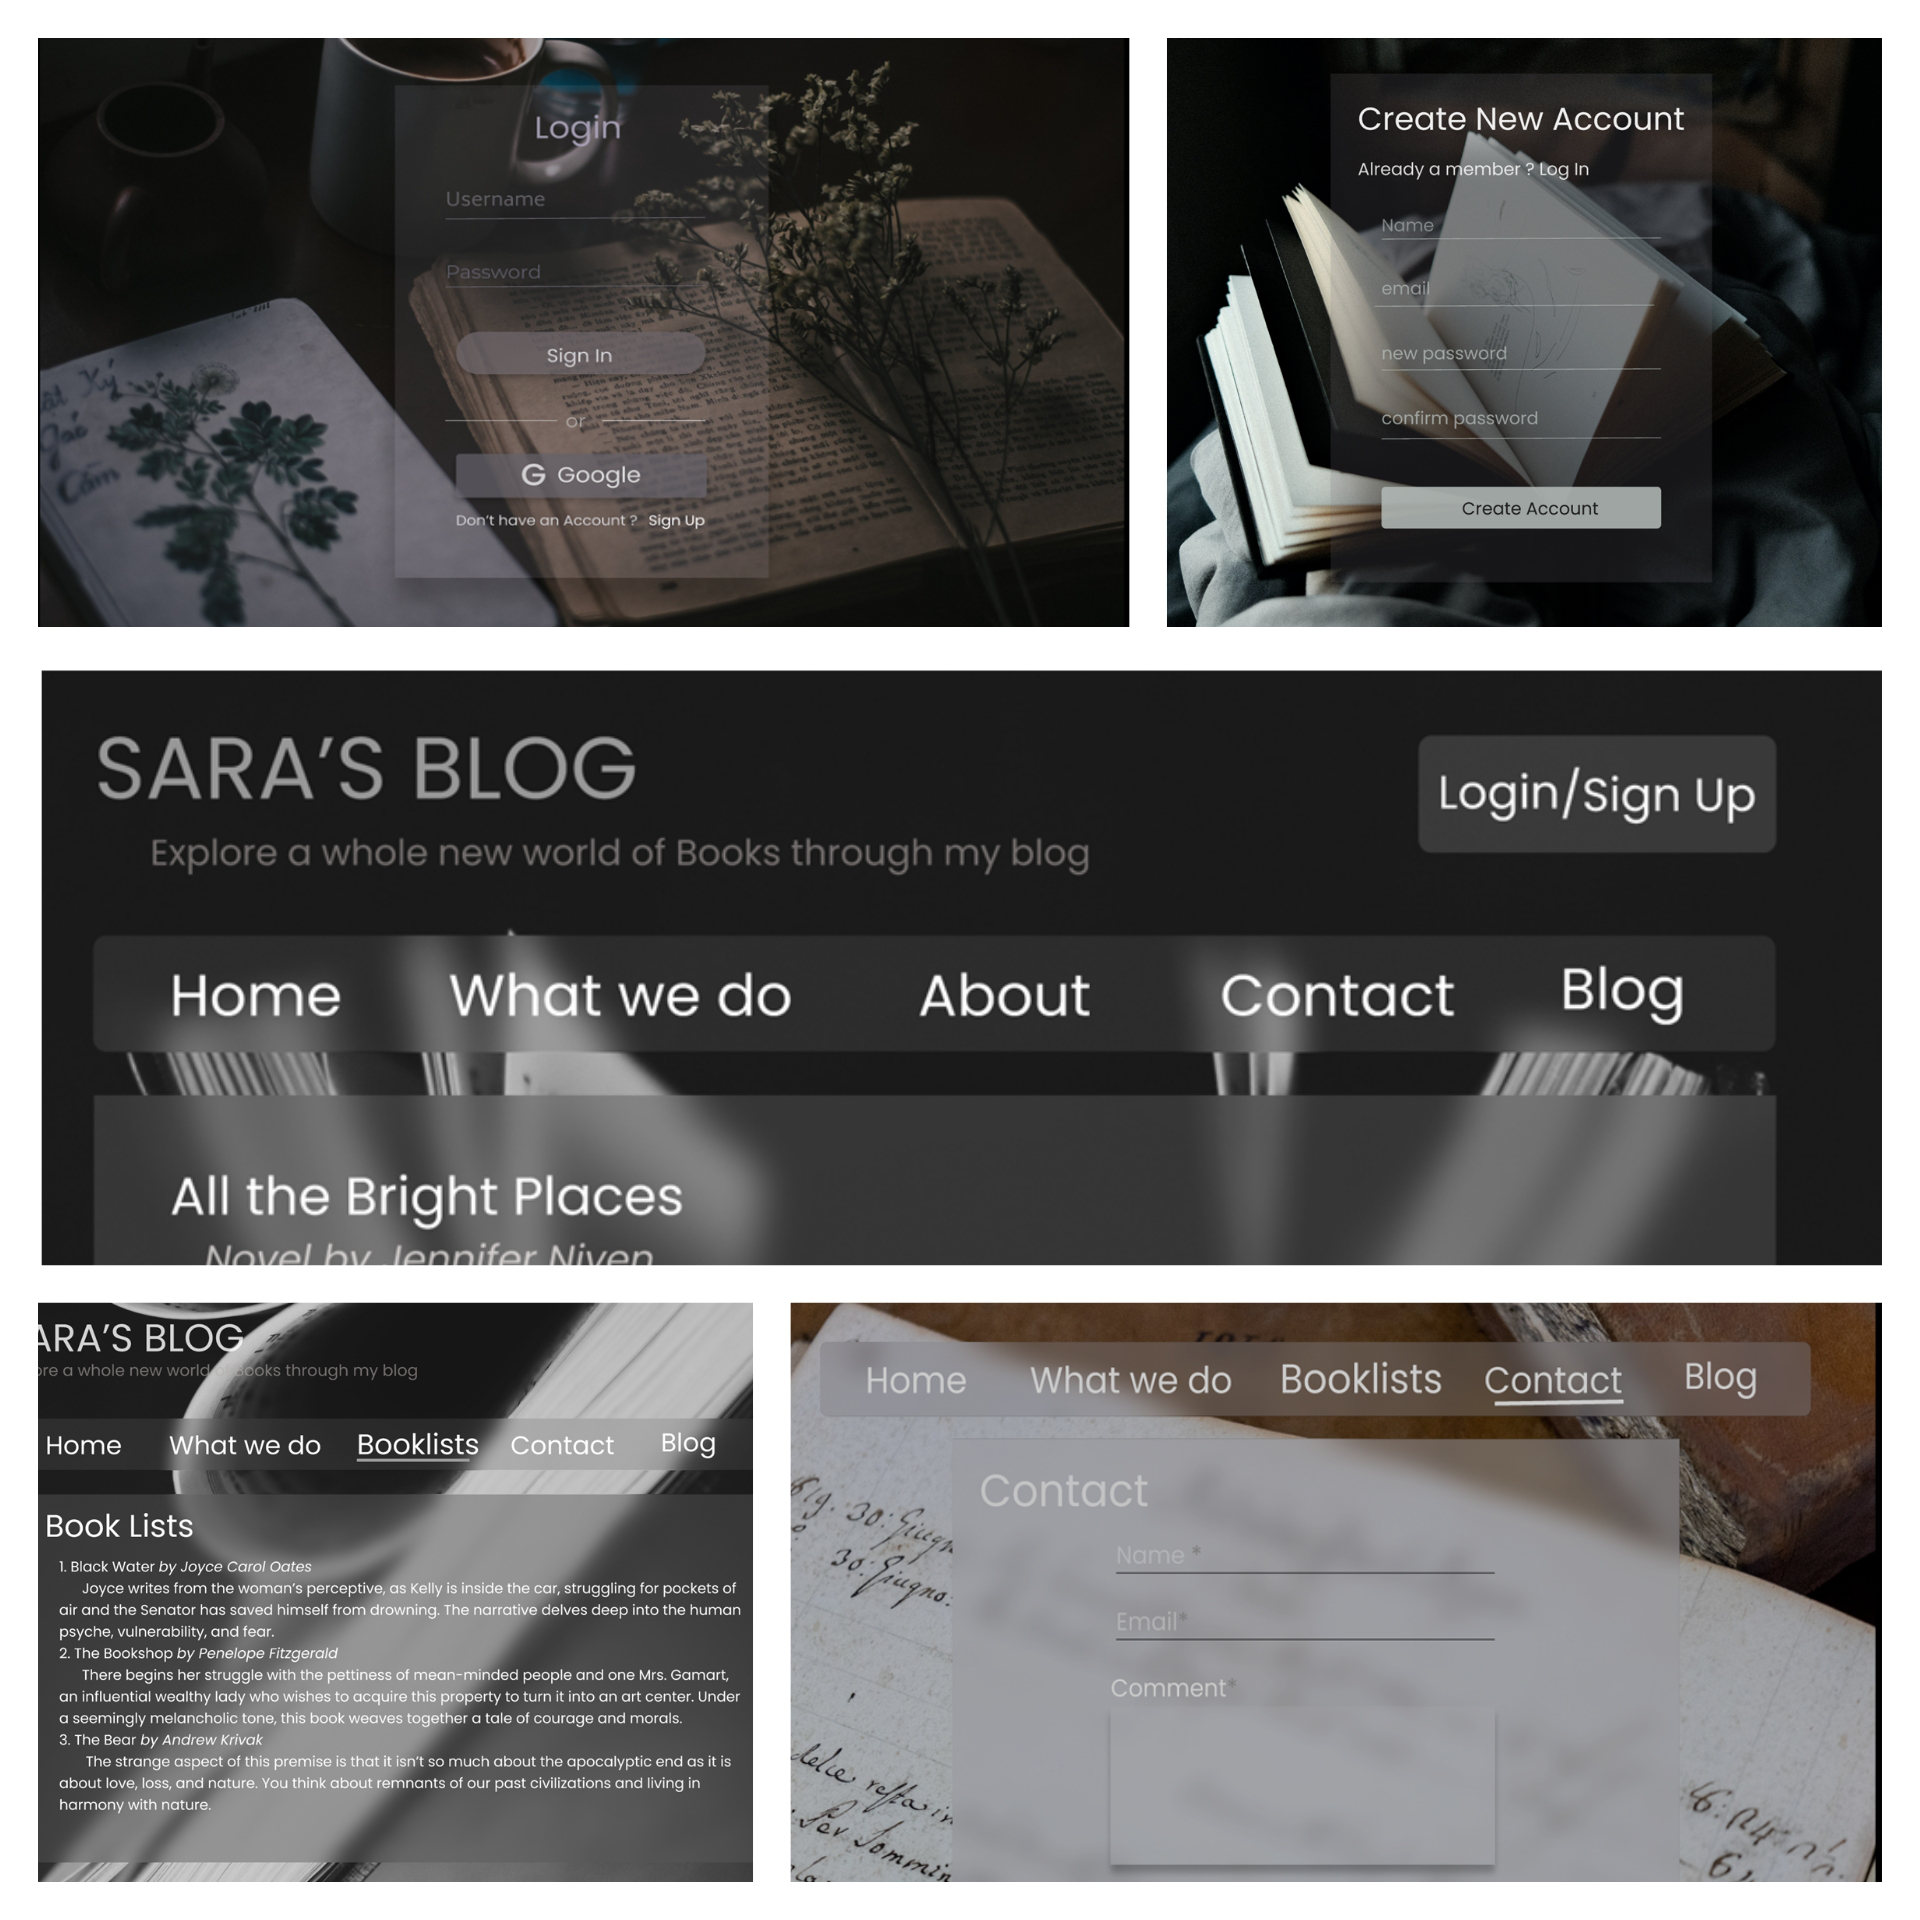 Login
Username
Password
Sign In
or
G Google
Don't have an Account ? Sign Up
Create New Account
Already a member ? Log In
Name
email
new password
confirm password
Create Account
SARA'S BLOG
Explore a whole new world of Books through my blog
Login/Sign Up
Home What we do About Contact Blog
All the Bright Places
Novel by Jennifer Niven
ARA'S BLOG
ore a whole new world of Books through my blog
Home What we do Booklists Contact Blog
Book Lists
1. Black Water by Joyce Carol Oates
Joyce writes from the woman's perceptive, as Kelly is inside the car, struggling for pockets of
air and the Senator has saved himself from drowning. The narrative delves deep into the human
psyche, vulnerability, and fear.
2. The Bookshop by Penelope Fitzgerald
There begins her struggle with the pettiness of mean-minded people and one Mrs. Gamart,
an influential wealthy lady who wishes to acquire this property to turn it into an art center. Under
a seemingly melancholic tone, this book weaves together a tale of courage and morals.
3. The Bear by Andrew Krivak
The strange aspect of this premise is that it isn't so much about the apocalyptic end as it is
about love, loss, and nature. You think about remnants of our past civilizations and living in
harmony with nature.
Home What we do Booklists Contact Blog
Contact
Name *
Email*
Comment*
30. Giugno
30. Giugno.